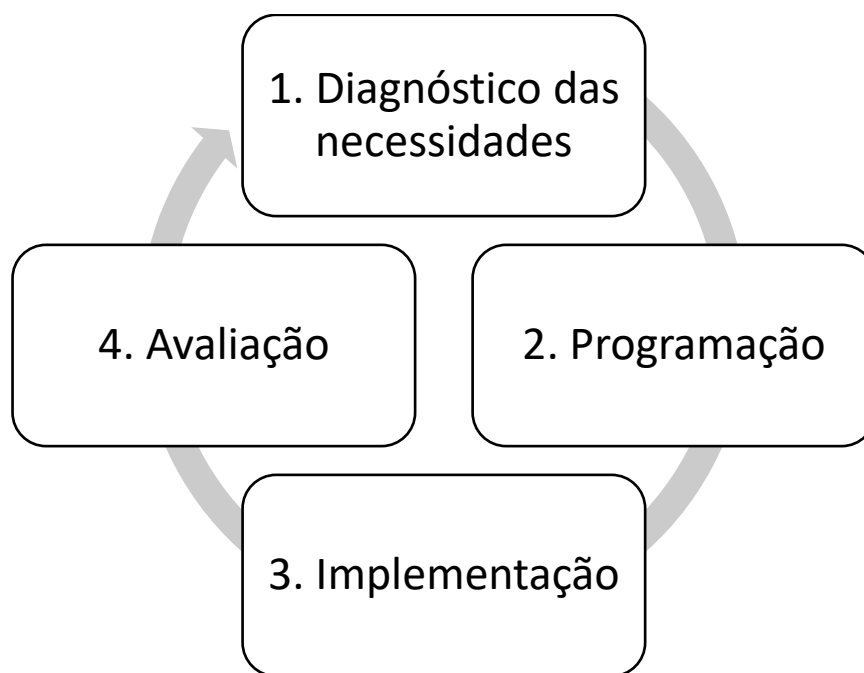 1. Diagnóstico das
necessidades
2. Programação
3. Implementação
4. Avaliação